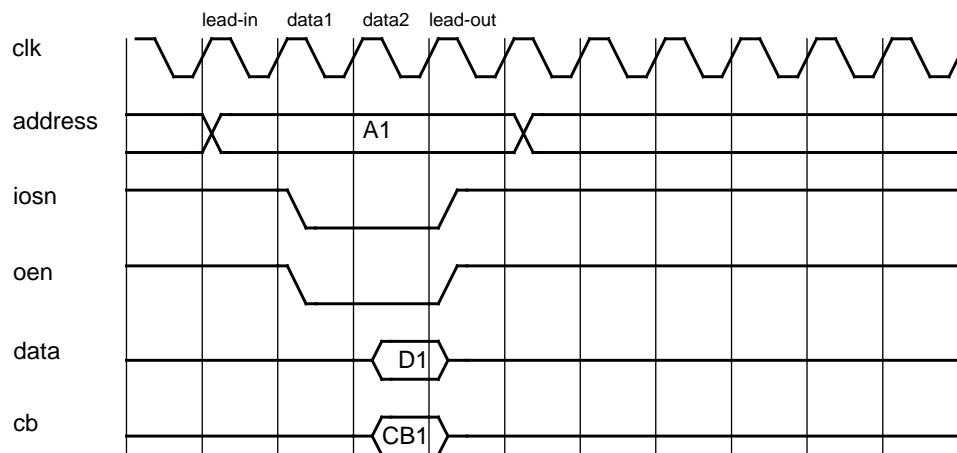 lead-in data1 data2 lead-out
clk
address A1
iosn
oen
data D1
cb CB1